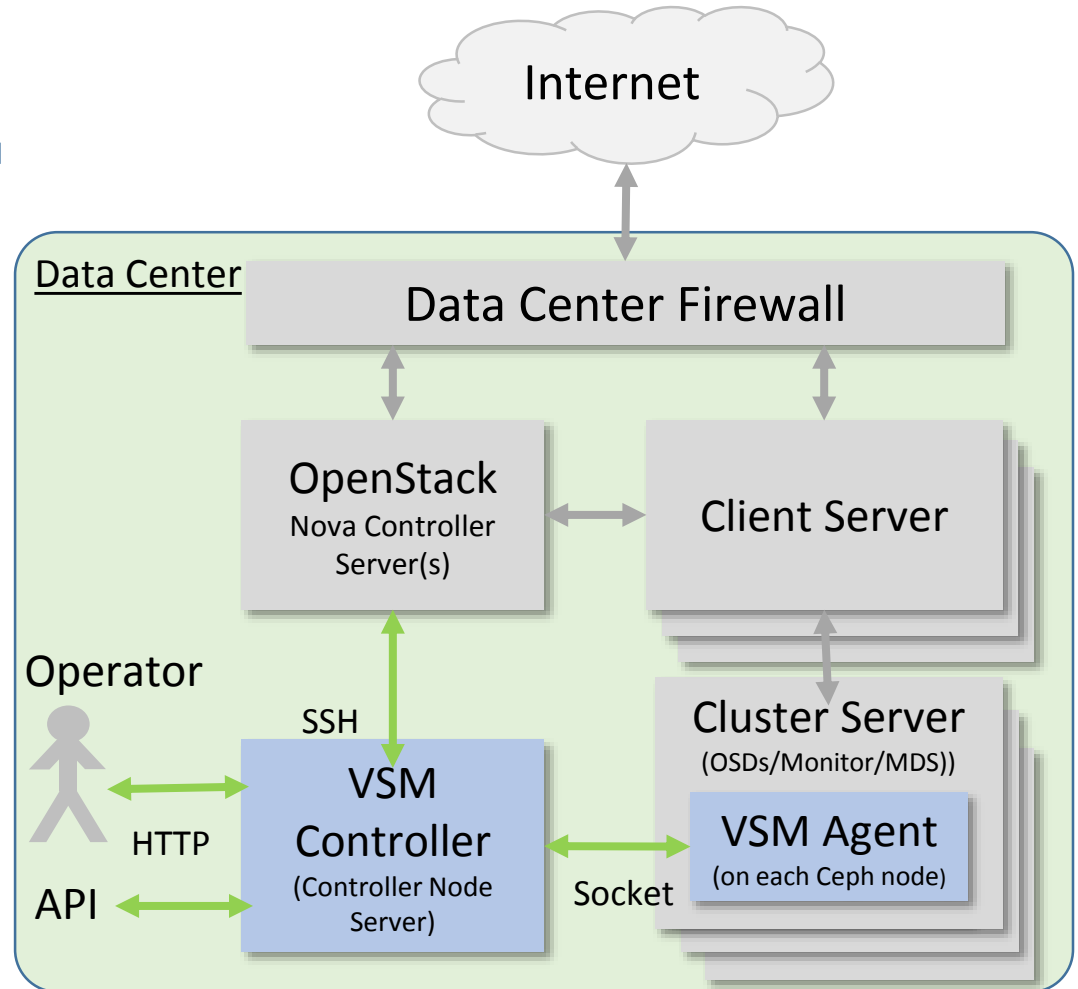 Internet
Data Center
Data Center Firewall
OpenStack
Nova Controller
Server(s)
Client Server
Operator
SSH
HTTP
API
VSM
Controller
(Controller Node
Server)
Socket
Cluster Server
(OSDs/Monitor/MDS))
VSM Agent
(on each Ceph node)